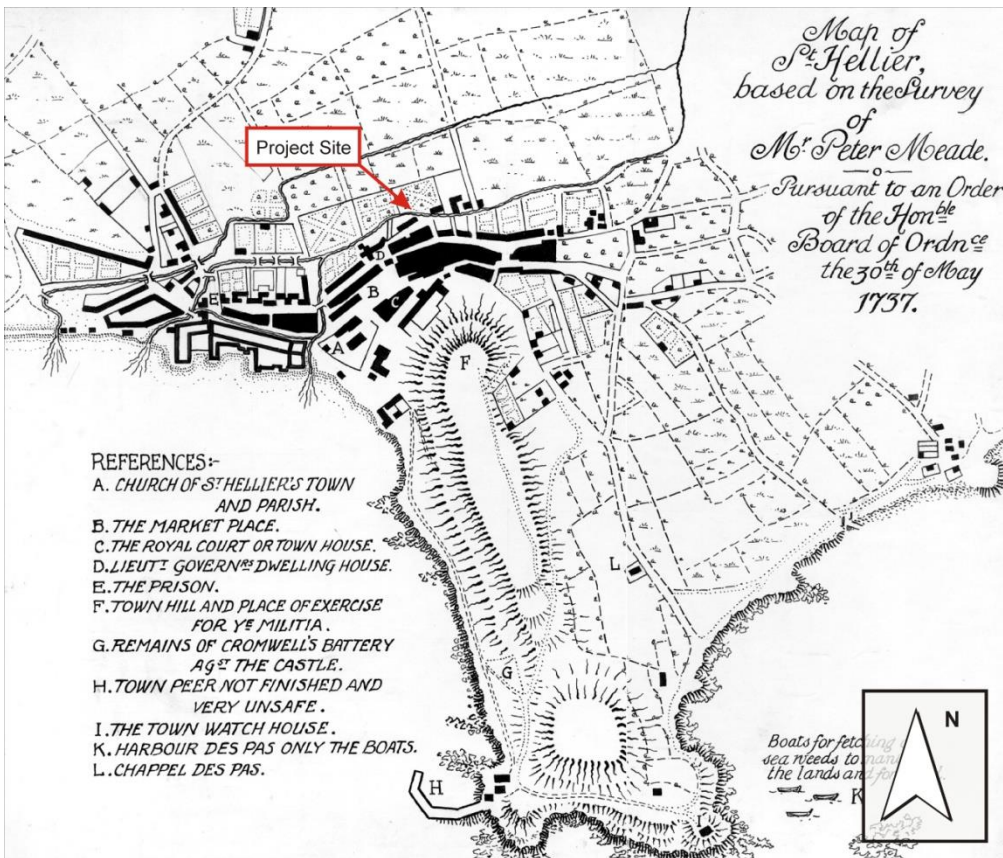 Map of
St Hellier,
based on the Survey
of
Mr Peter Meade.
Pursuant to an Order
of the Honble
Board of Ordnce
the 30th of May
1737.
Project Site
D
B
C
E
A
F
REFERENCES:-
A. CHURCH OF ST HELLIER'S TOWN
AND PARISH.
B. THE MARKET PLACE.
C. THE ROYAL COURT OR TOWN HOUSE.
D. LIEUTT GOVERNRS DWELLING HOUSE.
E. THE PRISON.
F. TOWN HILL AND PLACE OF EXERCISE
FOR YE MILITIA.
G. REMAINS OF CROMWELL'S BATTERY
AGST THE CASTLE.
H. TOWN PEER NOT FINISHED AND
VERY UNSAFE.
I. THE TOWN WATCH HOUSE.
K. HARBOUR DES PAS ONLY THE BOATS.
L. CHAPPEL DES PAS.
L
G
H
I
Boats for fetching
sea weeds to
the lands and
K
N